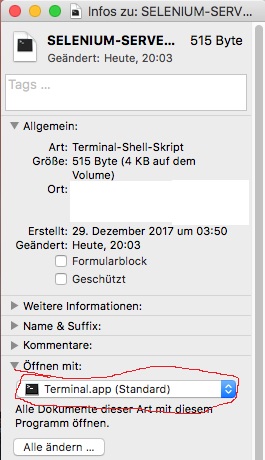 Infos zu: SELENIUM-SERV...
SELENIUM-SERVE... 515 Byte
Geändert: Heute, 20:03
Tags ...
Allgemein:
Art: Terminal-Shell-Skript
Größe: 515 Byte (4 KB auf dem
Volume)
Ort:
Erstellt: 29. Dezember 2017 um 03:50
Geändert: Heute, 20:03
Formularblock
Geschützt
Weitere Informationen:
Name & Suffix:
Kommentare:
Öffnen mit:
Terminal.app (Standard)
Alle Dokumente dieser Art mit diesem
Programm öffnen.
Alle ändern ...